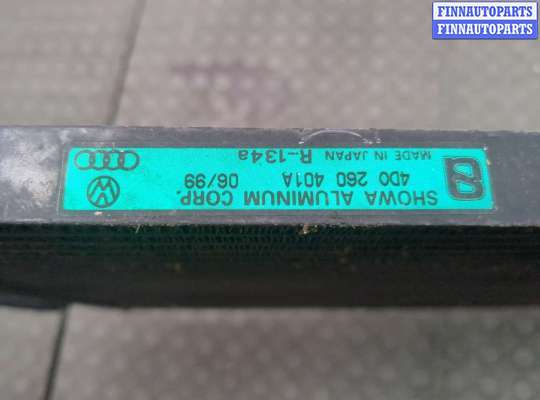 FINNAUTOPARTS
FINNAUTOPARTS
SHOWA ALUMINUM CORP.
4D0 260 401A 06/99
MADE IN JAPAN R-134a